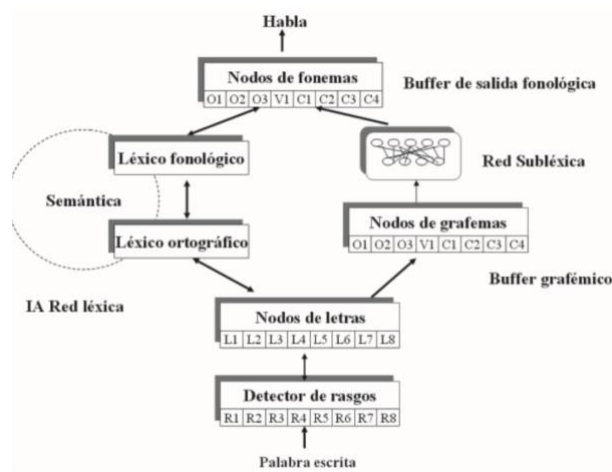 Habla
Nodos de fonemas
O1 O2 O3 V1 C1 C2 C3 C4
Buffer de salida fonológica
Léxico fonológico
Red Subléxica
Semántica
Nodos de grafemas
O1 O2 O3 V1 C1 C2 C3 C4
Léxico ortográfico
Buffer grafémico
IA Red léxica
Nodos de letras
L1 L2 L3 L4 L5 L6 L7 L8
Detector de rasgos
R1 R2 R3 R4 R5 R6 R7 R8
Palabra escrita